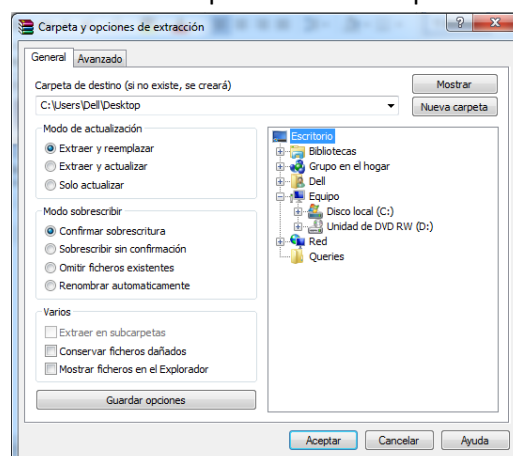 Carpeta y opciones de extracción
General
Avanzado
Carpeta de destino (si no existe, se creará)
Mostrar
C:\Users\Dell\Desktop
Nueva carpeta
Modo de actualización
Extraer y reemplazar
Extraer y actualizar
Solo actualizar
Modo sobrescribir
Confirmar sobrescritura
Sobrescribir sin confirmación
Omitir ficheros existentes
Renombrar automaticamente
Varios
Extraer en subcarpetas
Conservar ficheros dañados
Mostrar ficheros en el Explorador
Guardar opciones
Escritorio
Bibliotecas
Grupo en el hogar
Dell
Equipo
Disco local (C:)
Unidad de DVD RW (D:)
Red
Queries
Aceptar
Cancelar
Ayuda